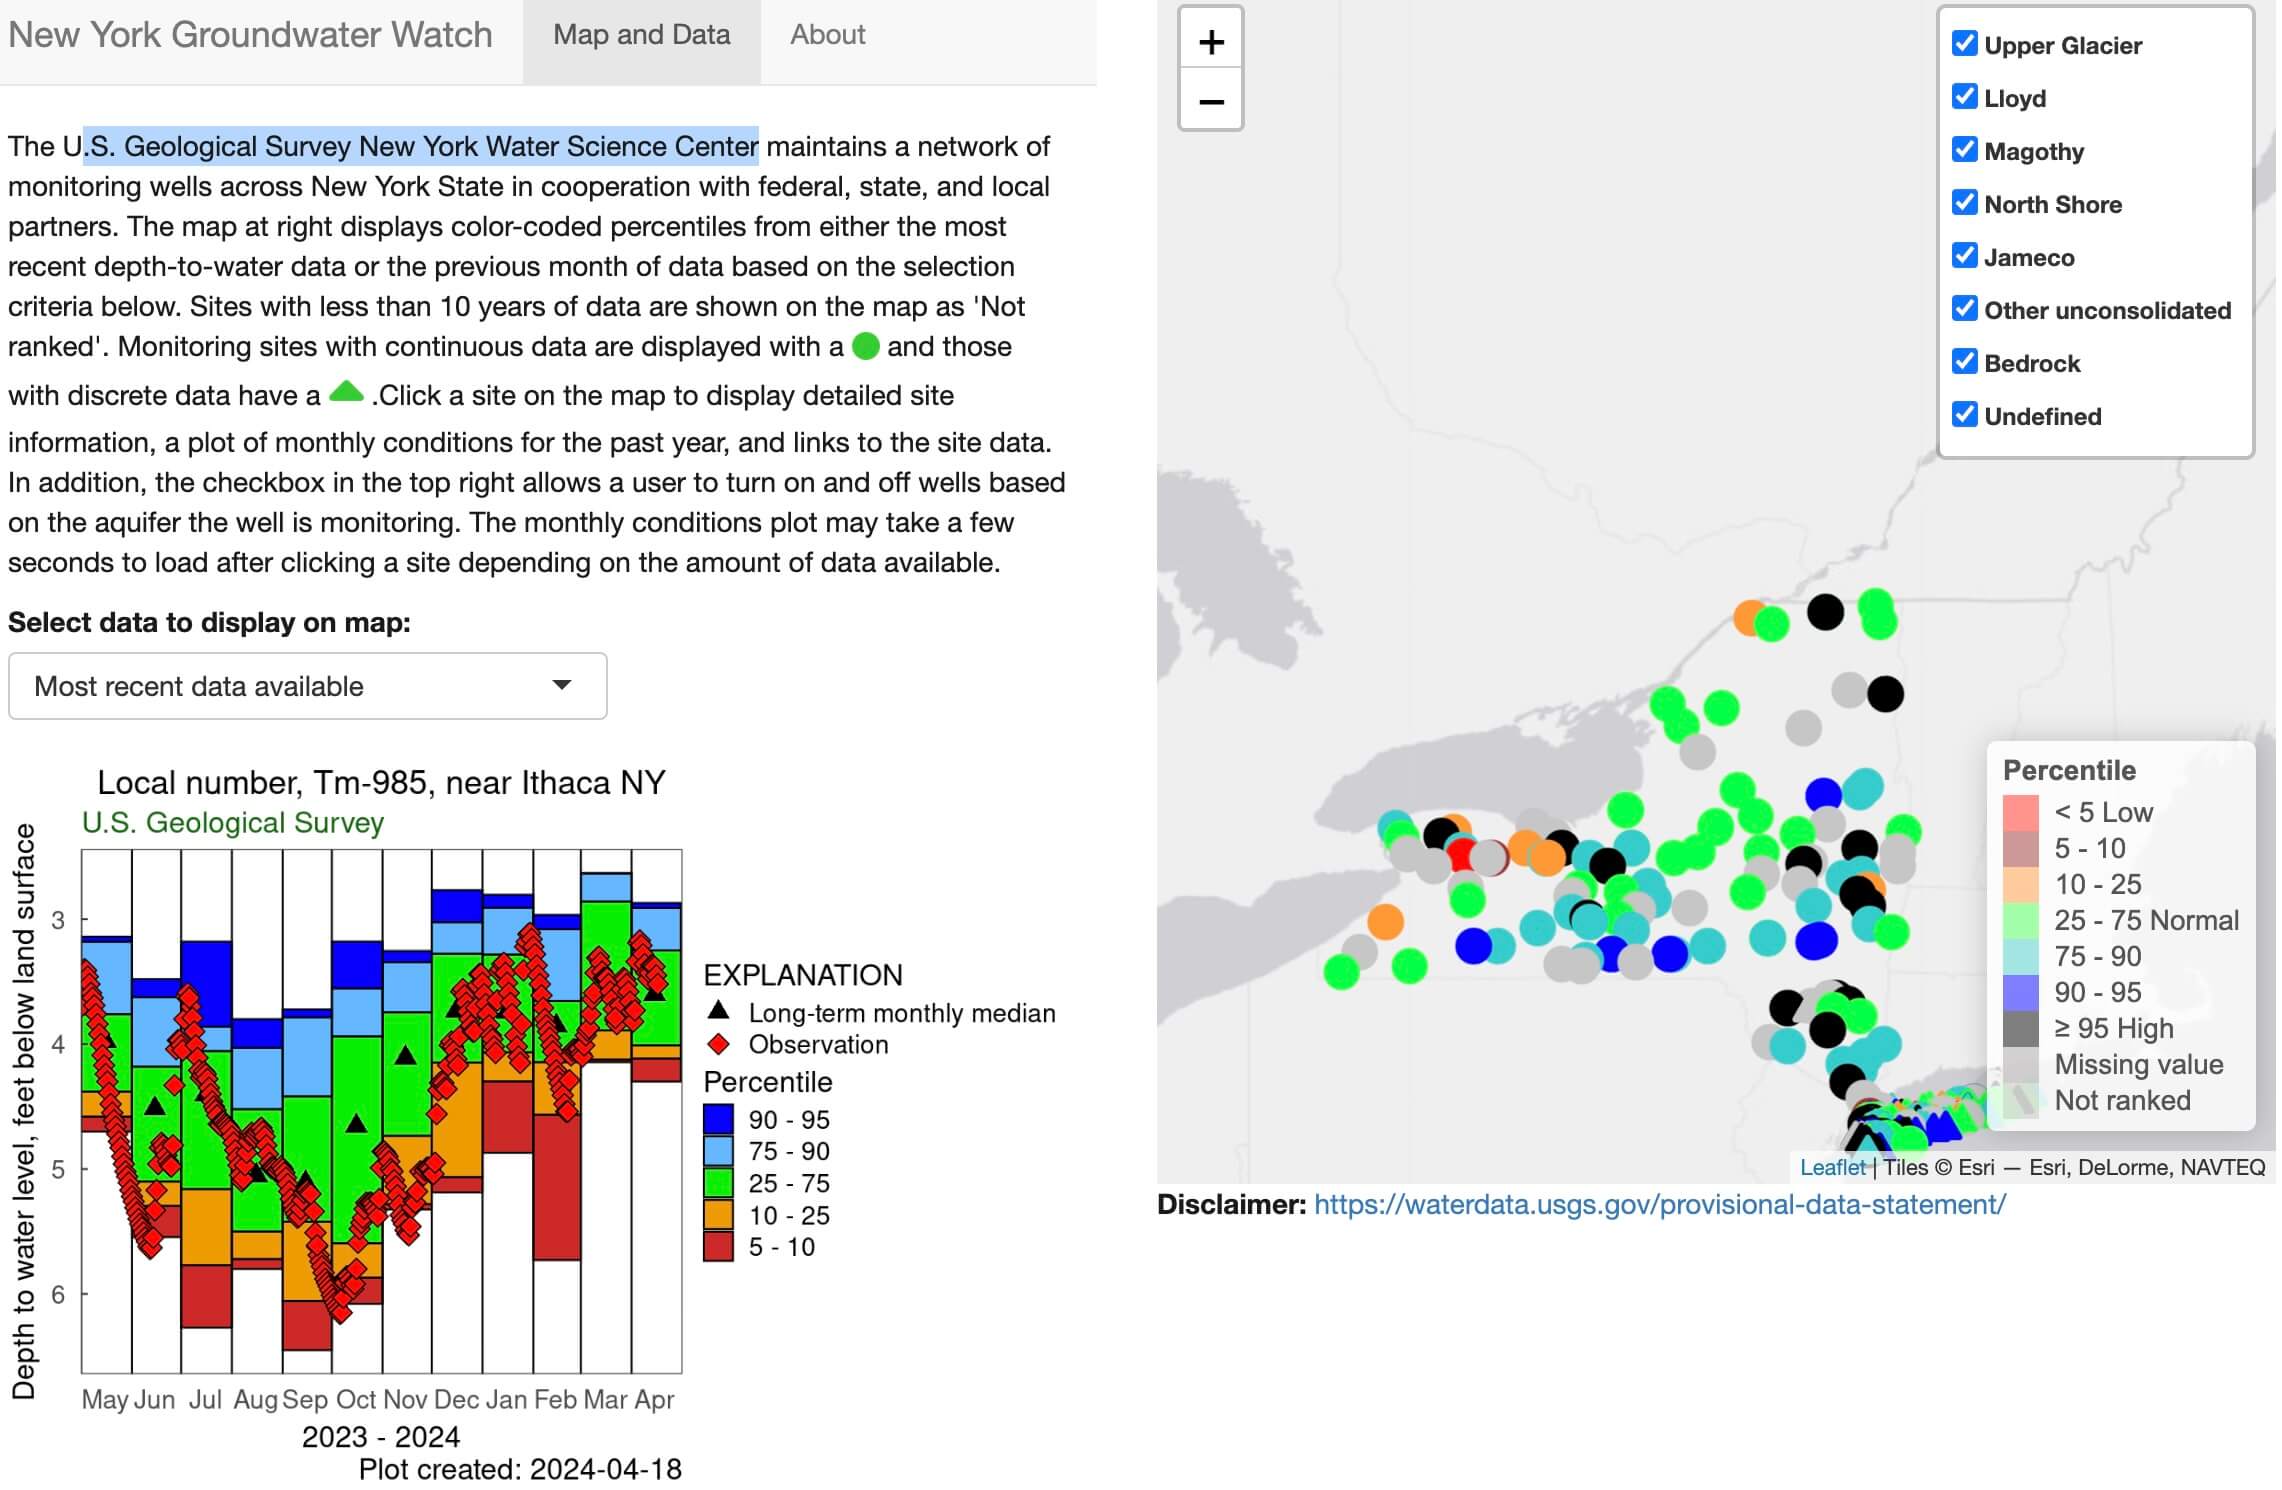 New York Groundwater Watch
Map and Data
About
The U.S. Geological Survey New York Water Science Center maintains a network of
monitoring wells across New York State in cooperation with federal, state, and local
partners. The map at right displays color-coded percentiles from either the most
recent depth-to-water data or the previous month of data based on the selection
criteria below. Sites with less than 10 years of data are shown on the map as 'Not
ranked'. Monitoring sites with continuous data are displayed with a and those
with discrete data have a .Click a site on the map to display detailed site
information, a plot of monthly conditions for the past year, and links to the site data.
In addition, the checkbox in the top right allows a user to turn on and off wells based
on the aquifer the well is monitoring. The monthly conditions plot may take a few
seconds to load after clicking a site depending on the amount of data available.
Select data to display on map:
Most recent data available
Local number, Tm-985, near Ithaca NY
U.S. Geological Survey
Depth to water level, feet below land surface
3
4
5
6
May Jun Jul Aug Sep Oct Nov Dec Jan Feb Mar Apr
2023 - 2024
Plot created: 2024-04-18
EXPLANATION
Long-term monthly median
Observation
Percentile
90 - 95
75 - 90
25 - 75
10 - 25
5 - 10
+
−
Upper Glacier
Lloyd
Magothy
North Shore
Jameco
Other unconsolidated
Bedrock
Undefined
Percentile
< 5 Low
5 - 10
10 - 25
25 - 75 Normal
75 - 90
90 - 95
≥ 95 High
Missing value
Not ranked
Leaflet | Tiles © Esri — Esri, DeLorme, NAVTEQ
Disclaimer: https://waterdata.usgs.gov/provisional-data-statement/